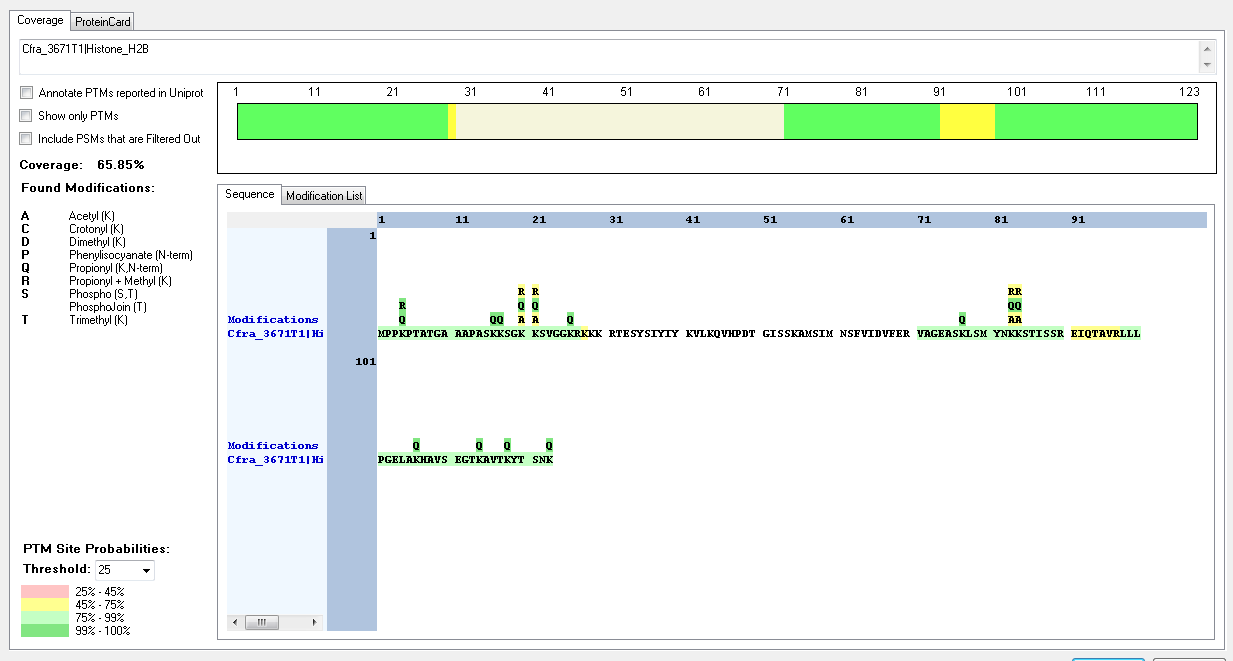 Coverage ProteinCard
Cfra_3671T1|Histone_H2B
Annotate PTMs reported in Uniprot
Show only PTMs
Include PSMs that are Filtered Out
Coverage: 65.85%
1 11 21 31 41 51 61 71 81 91 101 111 123
Found Modifications:
A Acetyl (K)
C Crotonyl (K)
D Dimethyl (K)
P Phenylisocyanate (N-term)
Q Propionyl (K,N-term)
R Propionyl + Methyl (K)
S Phospho (S,T)
PhosphoJoin (T)
T Trimethyl (K)
Sequence Modification List
1 11 21 31 41 51 61 71 81 91
1
R R RR
R Q Q QQ
Modifications Q QQ A A Q Q AA
Cfra_3671T1|Hi MPPKPTATGA AAPASKKSGK KSVGGKRKKK RTESYSIYIY KVLKQVHPDT GISSKAMSIM NSFVIDVFER VAGEASKLSM YNKKSTISSR EIQTAVRLLL
101
Modifications Q Q Q Q
Cfra_3671T1|Hi PGELAKHAVS EGTKAVTKYT SNK
PTM Site Probabilities:
Threshold: 25
25% - 45%
45% - 75%
75% - 99%
99% - 100%